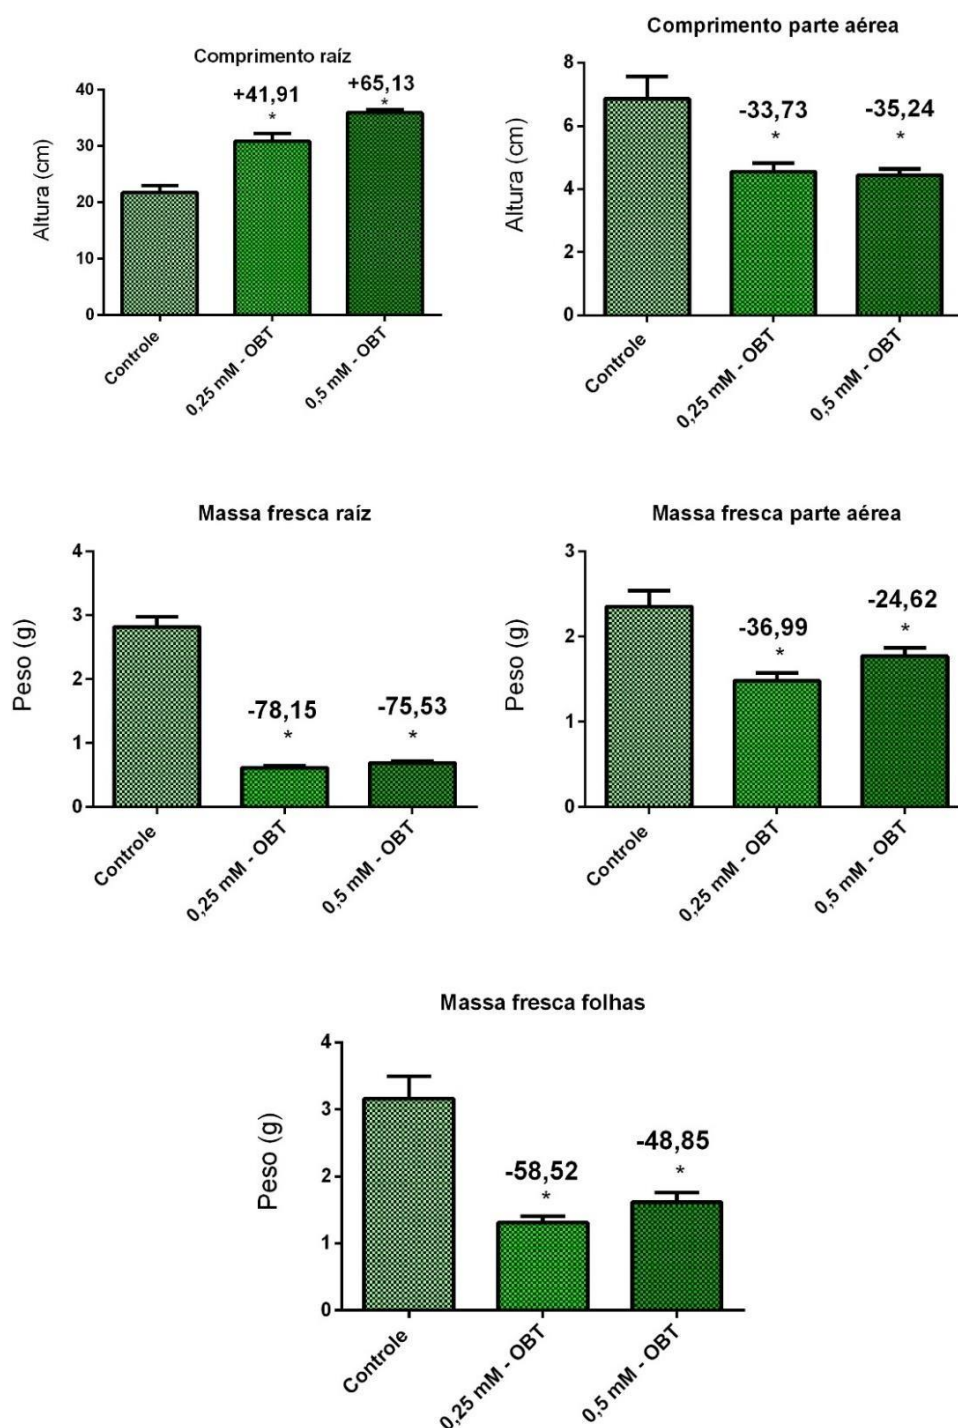 Comprimento raíz
+41,91
*
+65,13
*
Altura (cm)
40
30
20
10
0
Controle
0,25 mM - OBT
0,5 mM - OBT
Comprimento parte aérea
-33,73
*
-35,24
*
Altura (cm)
8
6
4
2
0
Controle
0,25 mM - OBT
0,5 mM - OBT
Massa fresca raíz
-78,15
*
-75,53
*
Peso (g)
4
3
2
1
0
Controle
0,25 mM - OBT
0,5 mM - OBT
Massa fresca parte aérea
-36,99
*
-24,62
*
Peso (g)
3
2
1
0
Controle
0,25 mM - OBT
0,5 mM - OBT
Massa fresca folhas
-58,52
*
-48,85
*
Peso (g)
4
3
2
1
0
Controle
0,25 mM - OBT
0,5 mM - OBT